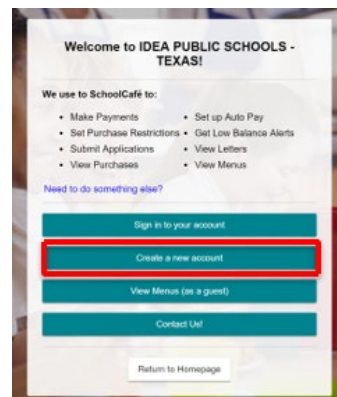 Welcome to IDEA PUBLIC SCHOOLS -
TEXAS!
We use to SchoolCafé to:
• Make Payments
• Set Purchase Restrictions
• Submit Applications
• View Purchases
• Set up Auto Pay
• Get Low Balance Alerts
• View Letters
• View Menus
Need to do something else?
Sign in to your account
Create a new account
View Menus (as a guest)
Contact Us!
Return to Homepage